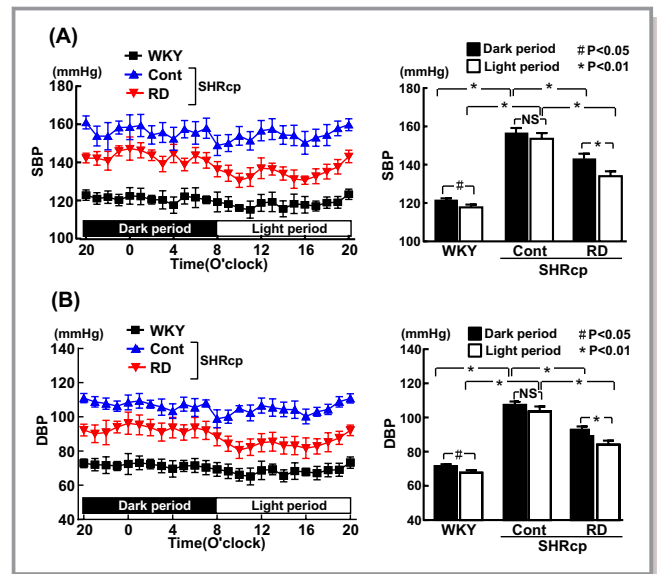 (A)
WKY
(mmHg)
Cont
SHRcp
RD
180
160
140
120
100
SBP
Dark period
Light period
20 0 4 8 12 16 20
Time(O'clock)
Dark period #P<0.05
(mmHg)
Light period *P<0.01
180
160
140
120
100
SBP
* *
* *
NS
*
#
WKY Cont RD
SHRcp
(B)
WKY
(mmHg)
Cont
SHRcp
RD
140
120
100
80
60
40
DBP
Dark period Light period
20 0 4 8 12 16 20
Time(O'clock)
(mmHg)
Dark period #P<0.05
Light period *P<0.01
140
120
100
80
60
40
DBP
* *
* *
NS
*
#
WKY Cont RD
SHRcp